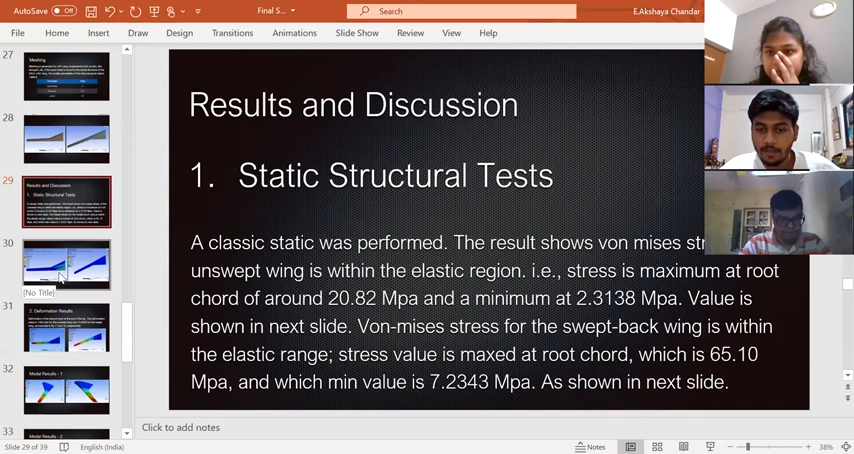 AutoSave Off Final S... Search E.Akshaya Chandar
File Home Insert Draw Design Transitions Animations Slide Show Review View Help
27
Meshing
28
29
Results and Discussion
1. Static Structural Tests
30
[No Title]
31
2. Deformation Results
32
Modal Results - 1
33
Modal Results - 2
Results and Discussion
1. Static Structural Tests
A classic static was performed. The result shows von mises str
unswept wing is within the elastic region. i.e., stress is maximum at root
chord of around 20.82 Mpa and a minimum at 2.3138 Mpa. Value is
shown in next slide. Von-mises stress for the swept-back wing is within
the elastic range; stress value is maxed at root chord, which is 65.10
Mpa, and which min value is 7.2343 Mpa. As shown in next slide.
Click to add notes
Slide 29 of 39 English (India) Notes 38%